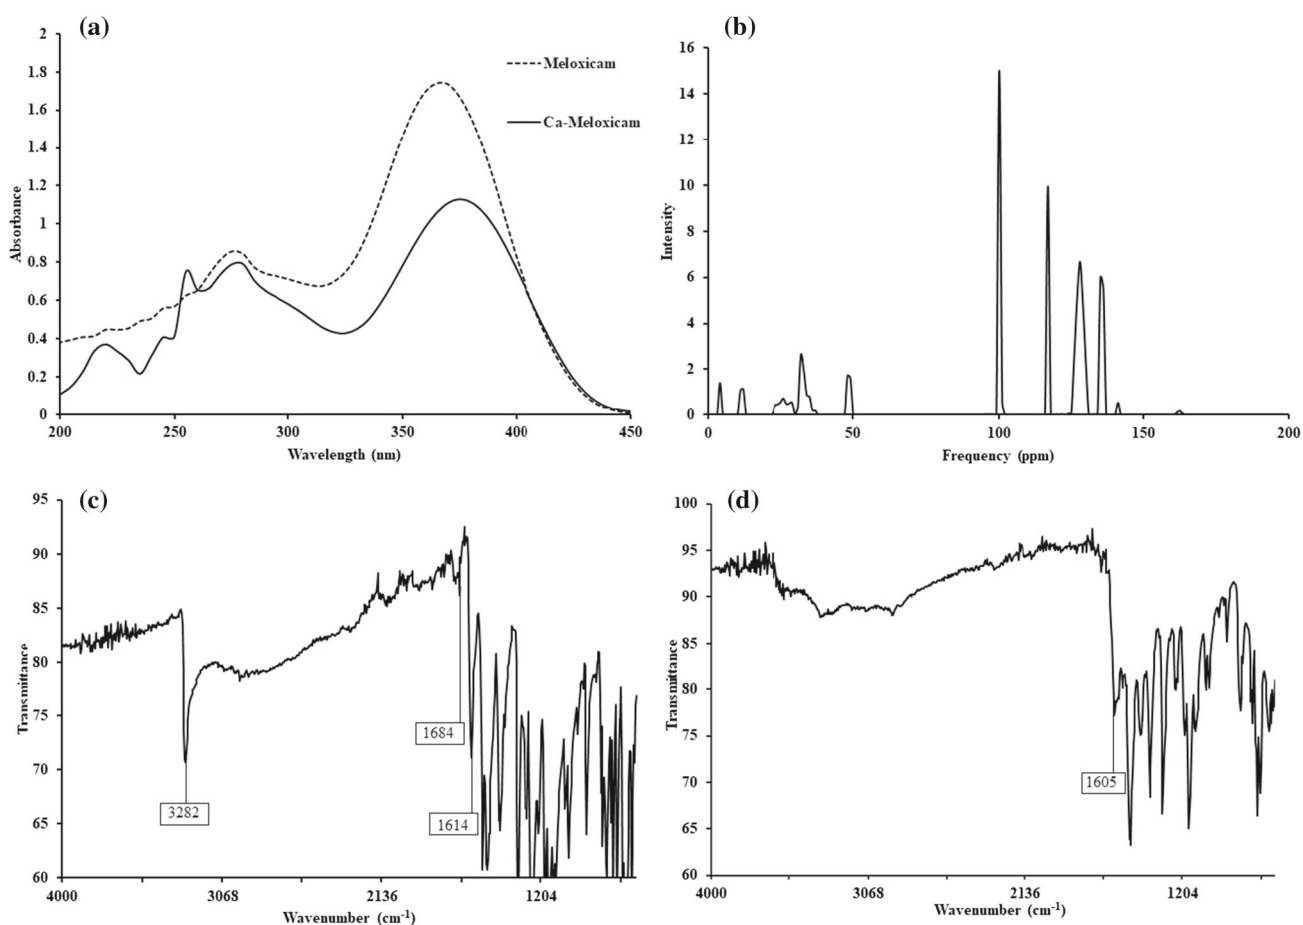 (a)
2
1.8
1.6
1.4
1.2
1
0.8
0.6
0.4
0.2
0
Absorbance
Meloxicam
Ca-Meloxicam
200 250 300 350 400 450
Wavelength (nm)
(b)
16
14
12
10
8
6
4
2
0
Intensity
0 50 100 150 200
Frequency (ppm)
(c)
95
90
85
80
75
70
65
60
Transmittance
3282
1684
1614
4000 3068 2136 1204
Wavenumber (cm-1)
(d)
100
95
90
85
80
75
70
65
60
Transmittance
1605
4000 3068 2136 1204
Wavenumber (cm-1)